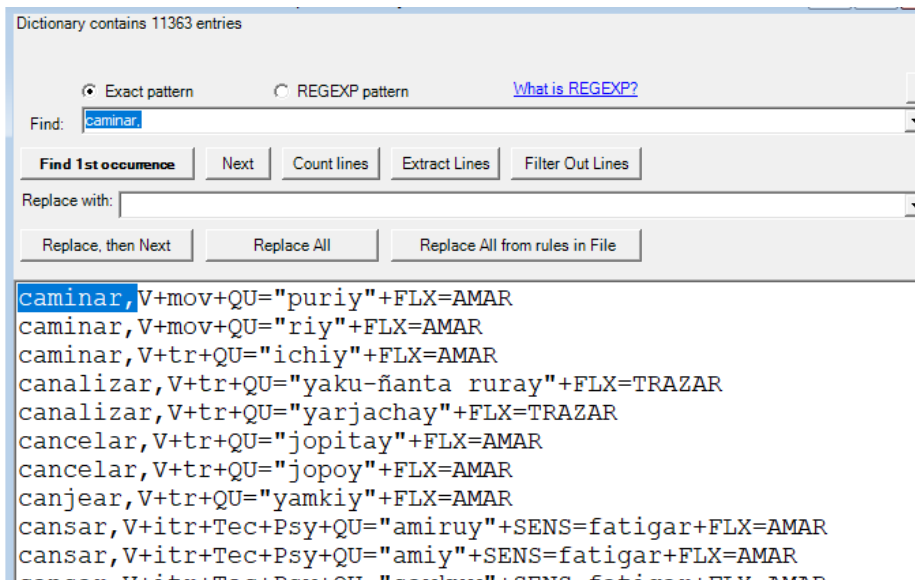 Dictionary contains 11363 entries
Exact pattern REGEXP pattern What is REGEXP?
Find: caminar,
Find 1st occurrence Next Count lines Extract Lines Filter Out Lines
Replace with:
Replace, then Next Replace All Replace All from rules in File
caminar,V+mov+QU="puriy"+FLX=AMAR
caminar,V+mov+QU="riy"+FLX=AMAR
caminar,V+tr+QU="ichiy"+FLX=AMAR
canalizar,V+tr+QU="yaku-ñanta ruray"+FLX=TRAZAR
canalizar,V+tr+QU="yarjachay"+FLX=TRAZAR
cancelar,V+tr+QU="jopitay"+FLX=AMAR
cancelar,V+tr+QU="jopoy"+FLX=AMAR
canjear,V+tr+QU="yamkiy"+FLX=AMAR
cansar,V+itr+Tec+Psy+QU="amiruy"+SENS=fatigar+FLX=AMAR
cansar,V+itr+Tec+Psy+QU="amiy"+SENS=fatigar+FLX=AMAR